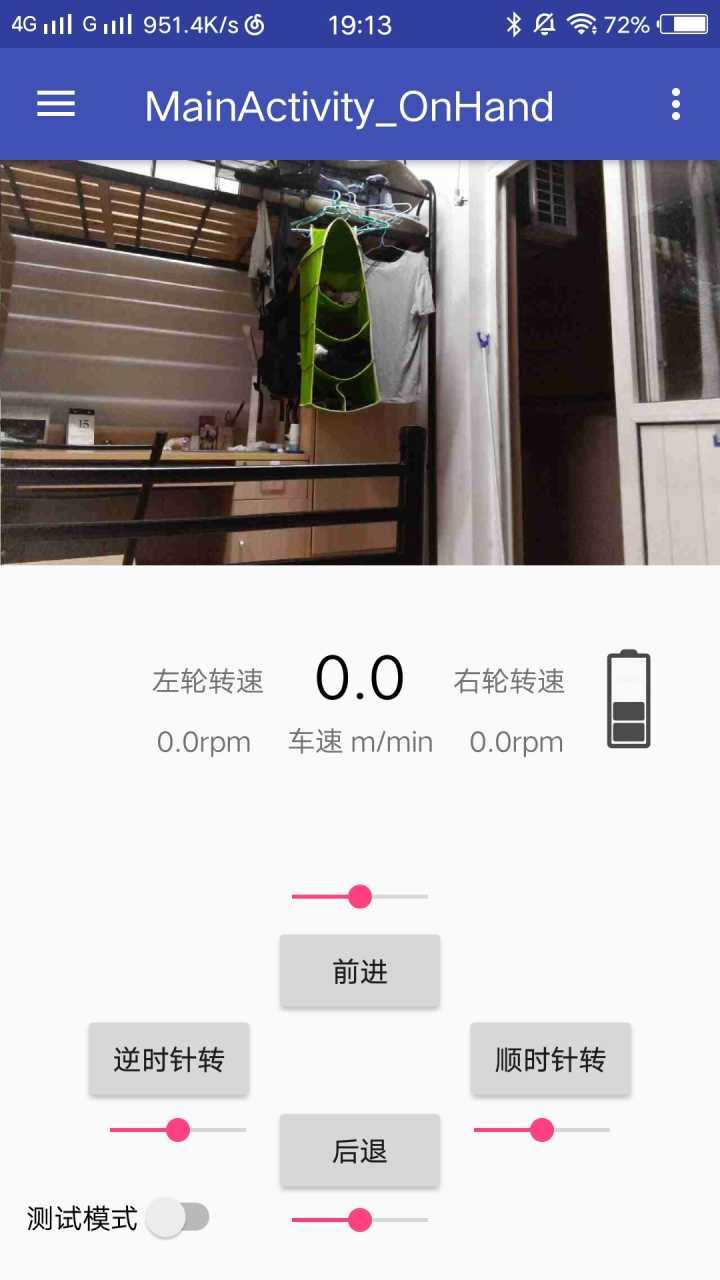 4G G 951.4K/s 19:13 72%
MainActivity_OnHand
15
左轮转速 0.0 右轮转速
0.0rpm 车速 m/min 0.0rpm
前进
逆时针转 顺时针转
后退
测试模式